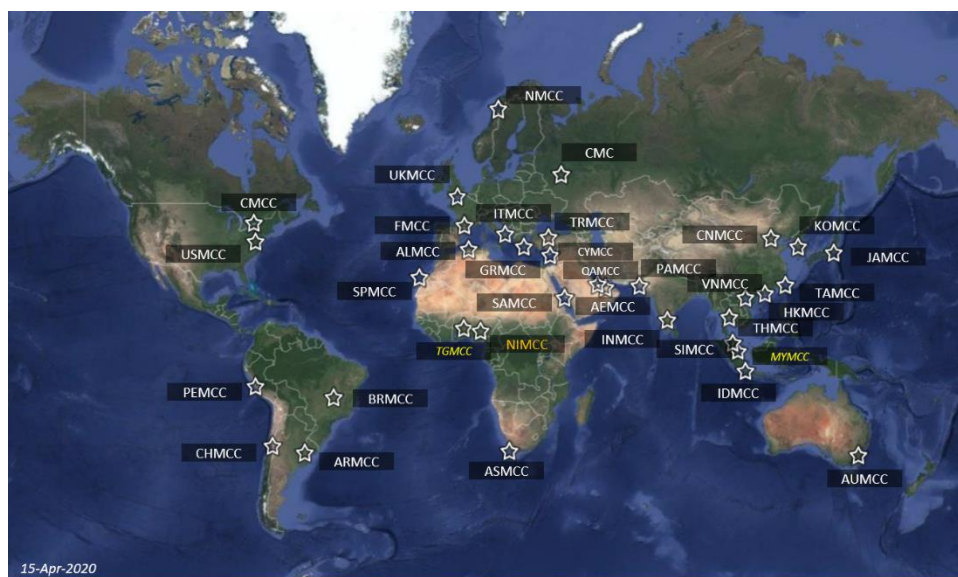 NMCC
CMC
UKMCC
CMCC
ITMCC
TRMCC
FMCC
CNMCC
KOMCC
USMCC
ALMCC
CYMCC
JAMCC
GRMCC
QAMCC
PAMCC
SPMCC
VNMCC
TAMCC
SAMCC
AEMCC
HKMCC
THMCC
TGMCC
NIMCC
INMCC
SIMCC
MYMCC
IDMCC
PEMCC
BRMCC
CHMCC
ARMCC
ASMCC
AUMCC
15-Apr-2020